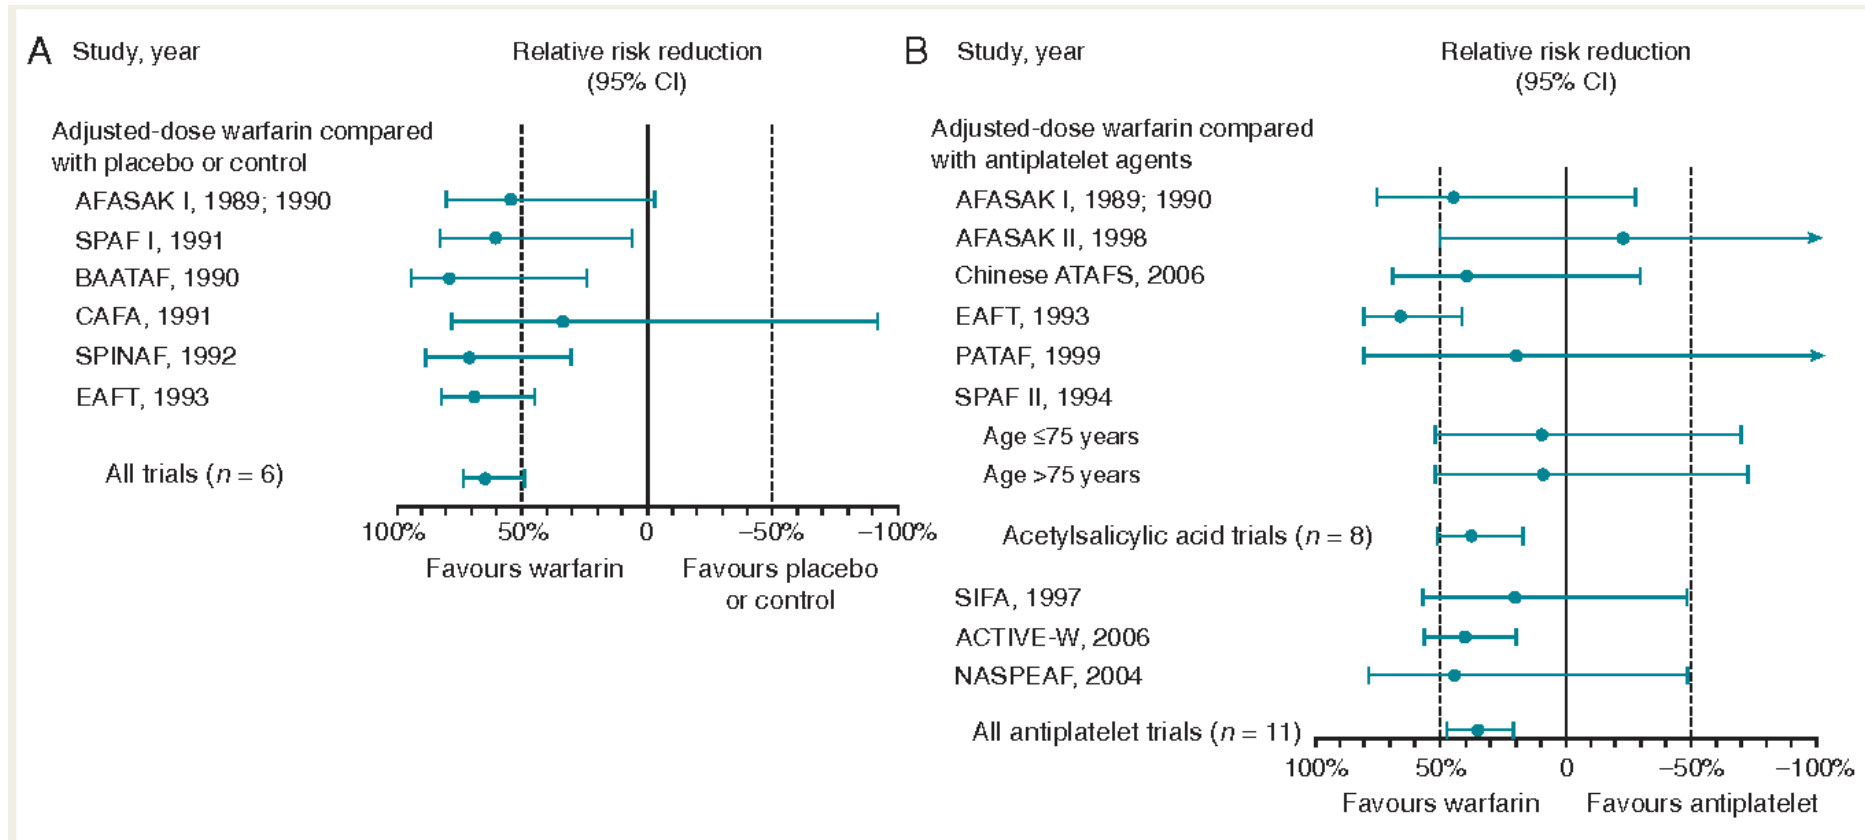 A Study, year
Relative risk reduction
(95% CI)
Adjusted-dose warfarin compared
with placebo or control
AFASAK I, 1989; 1990
SPAF I, 1991
BAATAF, 1990
CAFA, 1991
SPINAF, 1992
EAFT, 1993
All trials (n = 6)
100% 50% 0 −50% −100%
Favours warfarin
Favours placebo
or control
B Study, year
Relative risk reduction
(95% CI)
Adjusted-dose warfarin compared
with antiplatelet agents
AFASAK I, 1989; 1990
AFASAK II, 1998
Chinese ATAFS, 2006
EAFT, 1993
PATAF, 1999
SPAF II, 1994
Age ≤75 years
Age >75 years
Acetylsalicylic acid trials (n = 8)
SIFA, 1997
ACTIVE-W, 2006
NASPEAF, 2004
All antiplatelet trials (n = 11)
100% 50% 0 −50% −100%
Favours warfarin
Favours antiplatelet